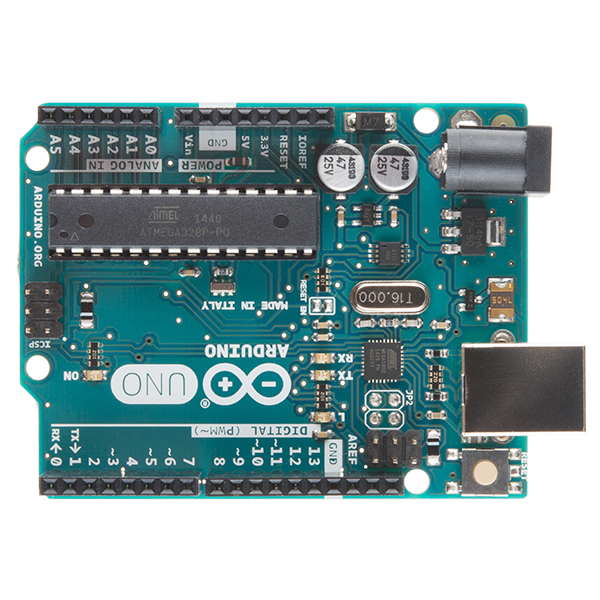 A5 A4 A3 A2 A1 A0
ANALOG IN
Vin GND 5V 3.3V RESET IOREF
POWER
ARDUINO.ORG
47
25V
47
25V
M7
ATMEL 1440
ATMEGA328P-PU
RESET EN
T16.000
MADE IN ITALY
ICSP
ARDUINO
UNO
®
ON
RX
TX
L
JP2
DIGITAL (PWM~)
AREF
GND
RX→0
TX→1
2
~3
4
~5
~6
7
8
~9
~10
~11
12
13
RESET